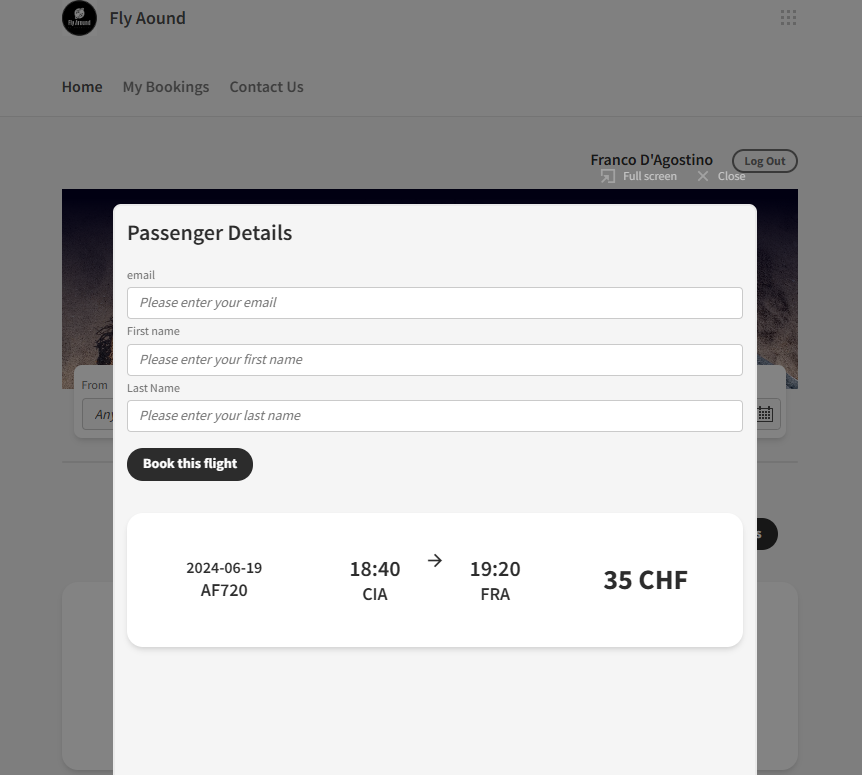 Fly Aound
Fly Aound
Home My Bookings Contact Us
Franco D'Agostino Log Out
Full screen Close
Passenger Details
email
Please enter your email
First name
Please enter your first name
Last Name
Please enter your last name
From
Book this flight
2024-06-19 18:40 19:20 35 CHF
AF720 CIA FRA